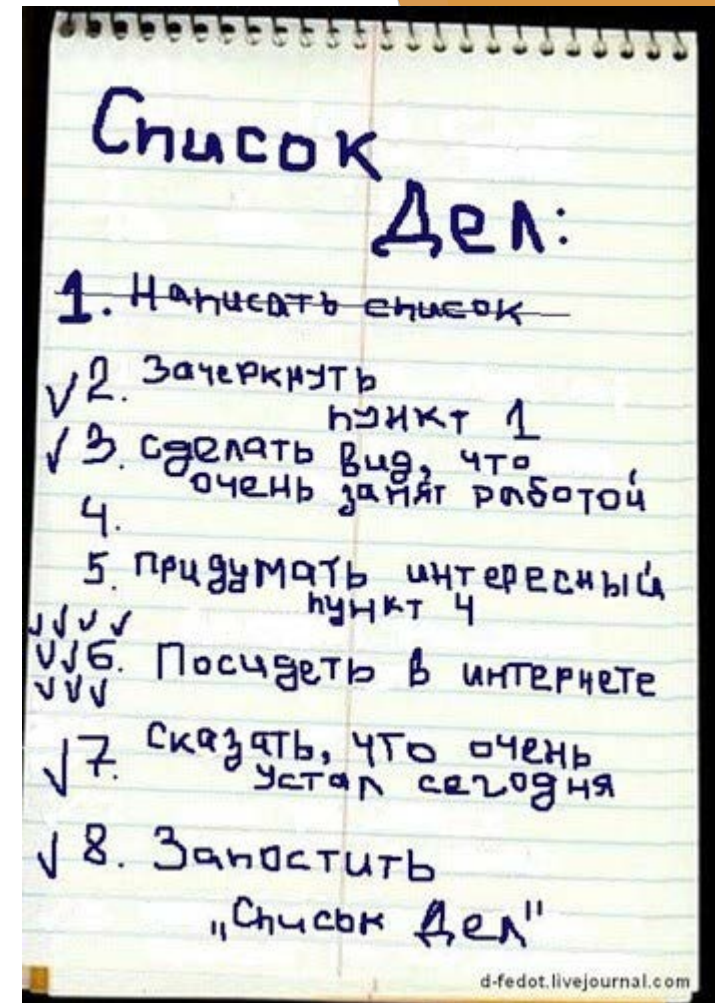 Список
Дел:
1. Написать список
√2. Зачеркнуть
пункт 1
√3. Сделать вид, что
очень занят работой
4.
5. Придумать интересный
пункт 4
√√√√
√√6. Посидеть в интернете
√√√
√7. Сказать, что очень
устал сегодня
√8. Запостить
„Список Дел"
d-fedot.livejournal.com